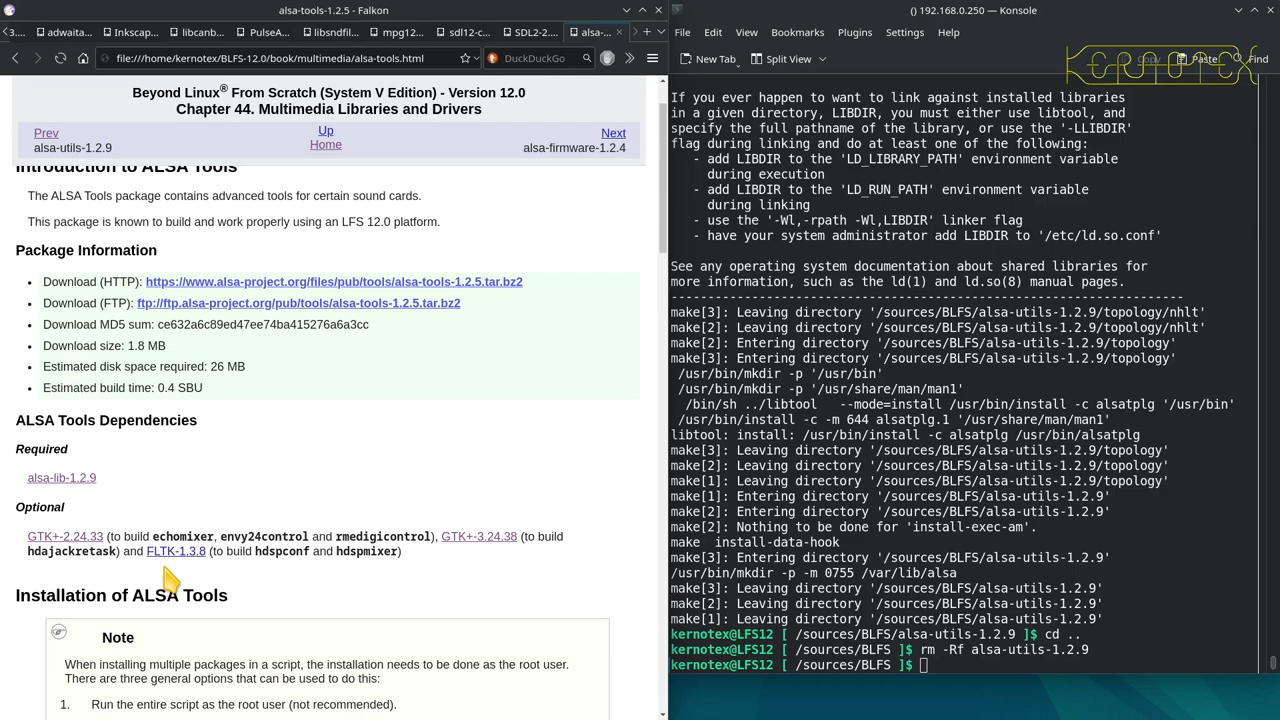 alsa-tools-1.2.5 - Falkon
3....
adwaita...
Inkscap...
libcanb...
PulseA...
libsndfil...
mpg12...
sdl12-c...
SDL2-2....
alsa-...
file:///home/kernotex/BLFS-12.0/book/multimedia/alsa-tools.html
DuckDuckGo
Beyond Linux® From Scratch (System V Edition) - Version 12.0
Chapter 44. Multimedia Libraries and Drivers
Prev Up Next
alsa-utils-1.2.9 Home alsa-firmware-1.2.4
Introduction to ALSA Tools
The ALSA Tools package contains advanced tools for certain sound cards.
This package is known to build and work properly using an LFS 12.0 platform.
Package Information
• Download (HTTP): https://www.alsa-project.org/files/pub/tools/alsa-tools-1.2.5.tar.bz2
• Download (FTP): ftp://ftp.alsa-project.org/pub/tools/alsa-tools-1.2.5.tar.bz2
• Download MD5 sum: ce632a6c89ed47ee74ba415276a6a3cc
• Download size: 1.8 MB
• Estimated disk space required: 26 MB
• Estimated build time: 0.4 SBU
ALSA Tools Dependencies
Required
alsa-lib-1.2.9
Optional
GTK+-2.24.33 (to build echomixer, envy24control and rmedigicontrol), GTK+-3.24.38 (to build
hdajackretask) and FLTK-1.3.8 (to build hdspconf and hdspmixer)
Installation of ALSA Tools
Note
When installing multiple packages in a script, the installation needs to be done as the root user.
There are three general options that can be used to do this:
1. Run the entire script as the root user (not recommended).
() 192.168.0.250 — Konsole
File Edit View Bookmarks Plugins Settings Help
New Tab Split View Copy Paste Find
KERNOTEX
If you ever happen to want to link against installed libraries
in a given directory, LIBDIR, you must either use libtool, and
specify the full pathname of the library, or use the '-LLIBDIR'
flag during linking and do at least one of the following:
- add LIBDIR to the 'LD_LIBRARY_PATH' environment variable
during execution
- add LIBDIR to the 'LD_RUN_PATH' environment variable
during linking
- use the '-Wl,-rpath -Wl,LIBDIR' linker flag
- have your system administrator add LIBDIR to '/etc/ld.so.conf'
See any operating system documentation about shared libraries for
more information, such as the ld(1) and ld.so(8) manual pages.
----------------------------------------------------------------------
make[3]: Leaving directory '/sources/BLFS/alsa-utils-1.2.9/topology/nhlt'
make[2]: Leaving directory '/sources/BLFS/alsa-utils-1.2.9/topology/nhlt'
make[2]: Entering directory '/sources/BLFS/alsa-utils-1.2.9/topology'
make[3]: Entering directory '/sources/BLFS/alsa-utils-1.2.9/topology'
/usr/bin/mkdir -p '/usr/bin'
/usr/bin/mkdir -p '/usr/share/man/man1'
/bin/sh ../libtool   --mode=install /usr/bin/install -c alsatplg '/usr/bin'
/usr/bin/install -c -m 644 alsatplg.1 '/usr/share/man/man1'
libtool: install: /usr/bin/install -c alsatplg /usr/bin/alsatplg
make[3]: Leaving directory '/sources/BLFS/alsa-utils-1.2.9/topology'
make[2]: Leaving directory '/sources/BLFS/alsa-utils-1.2.9/topology'
make[1]: Leaving directory '/sources/BLFS/alsa-utils-1.2.9/topology'
make[1]: Entering directory '/sources/BLFS/alsa-utils-1.2.9'
make[2]: Entering directory '/sources/BLFS/alsa-utils-1.2.9'
make[2]: Nothing to be done for 'install-exec-am'.
make  install-data-hook
make[3]: Entering directory '/sources/BLFS/alsa-utils-1.2.9'
/usr/bin/mkdir -p -m 0755 /var/lib/alsa
make[3]: Leaving directory '/sources/BLFS/alsa-utils-1.2.9'
make[2]: Leaving directory '/sources/BLFS/alsa-utils-1.2.9'
make[1]: Leaving directory '/sources/BLFS/alsa-utils-1.2.9'
kernotex@LFS12 [ /sources/BLFS/alsa-utils-1.2.9 ]$ cd ..
kernotex@LFS12 [ /sources/BLFS ]$ rm -Rf alsa-utils-1.2.9
kernotex@LFS12 [ /sources/BLFS ]$